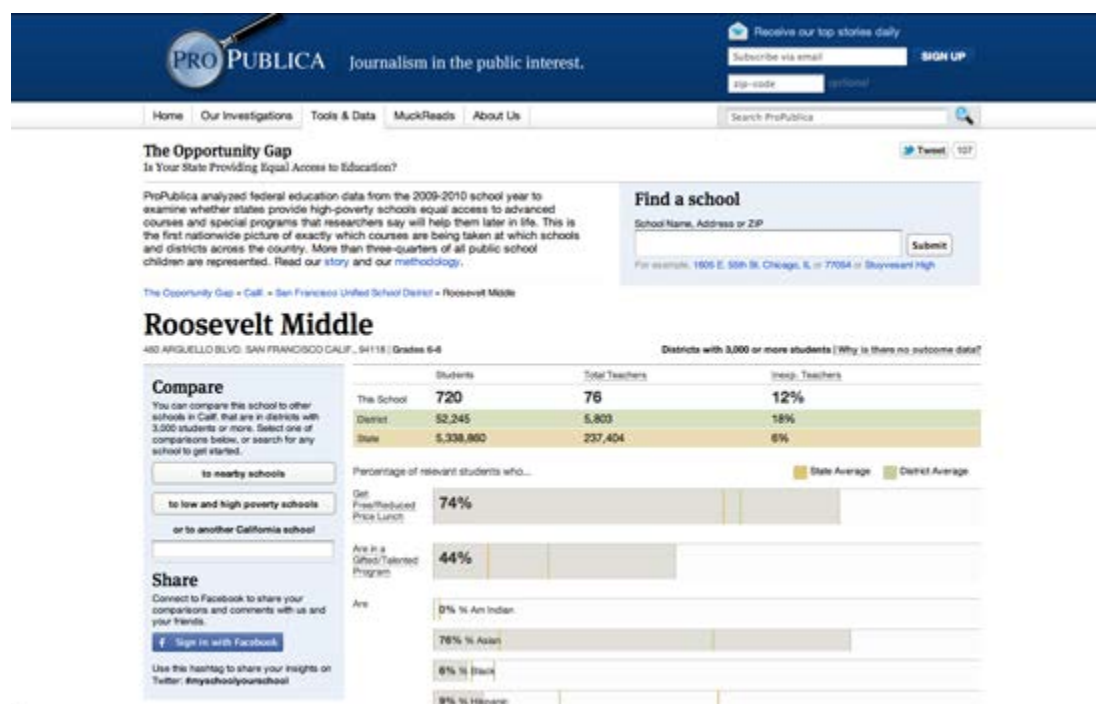 PROPUBLICA Journalism in the public interest.
Receive our top stories daily
Subscribe via email SIGN UP
zip-code optional
Home Our Investigations Tools & Data MuckReads About Us
Search ProPublica
The Opportunity Gap
Is Your State Providing Equal Access to Education?
Tweet 107
ProPublica analyzed federal education data from the 2009-2010 school year to
examine whether states provide high-poverty schools equal access to advanced
courses and special programs that researchers say will help them later in life. This is
the first nationwide picture of exactly which courses are being taken at which schools
and districts across the country. More than three-quarters of all public school
children are represented. Read our story and our methodology.
Find a school
School Name, Address or ZIP
Submit
For example, 1605 E. 55th St. Chicago, IL or 77054 or Stuyvesant High
The Opportunity Gap » Calif. » San Francisco Unified School District » Roosevelt Middle
Roosevelt Middle
460 ARGUELLO BLVD. SAN FRANCISCO CALIF., 94118 | Grades 6-8
Districts with 3,000 or more students | Why is there no outcome data?
Compare
You can compare this school to other
schools in Calif. that are in districts with
3,000 students or more. Select one of
comparisons below, or search for any
school to get started.
to nearby schools
to low and high poverty schools
or to another California school
Share
Connect to Facebook to share your
comparisons and comments with us and
your friends.
Sign in with Facebook
Use this hashtag to share your insights on
Twitter: #myschoolyourschool
Students Total Teachers Inexp. Teachers
This School 720 76 12%
District 52,245 5,803 18%
State 5,338,860 237,404 6%
Percentage of relevant students who...
State Average District Average
Get
Free/Reduced
Price Lunch
74%
Are in a
Gifted/Talented
Program
44%
Are
0% % Am Indian
76% % Asian
6% % Black
9% % Hispanic